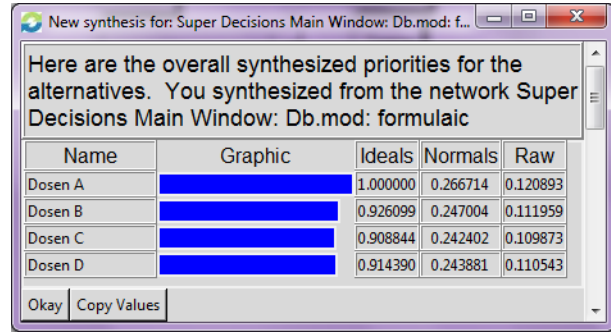 New synthesis for: Super Decisions Main Window: Db.mod: f...
Here are the overall synthesized priorities for the
alternatives. You synthesized from the network Super
Decisions Main Window: Db.mod: formulaic
Name Graphic Ideals Normals Raw
Dosen A 1.000000 0.266714 0.120893
Dosen B 0.926099 0.247004 0.111959
Dosen C 0.908844 0.242402 0.109873
Dosen D 0.914390 0.243881 0.110543
Okay Copy Values